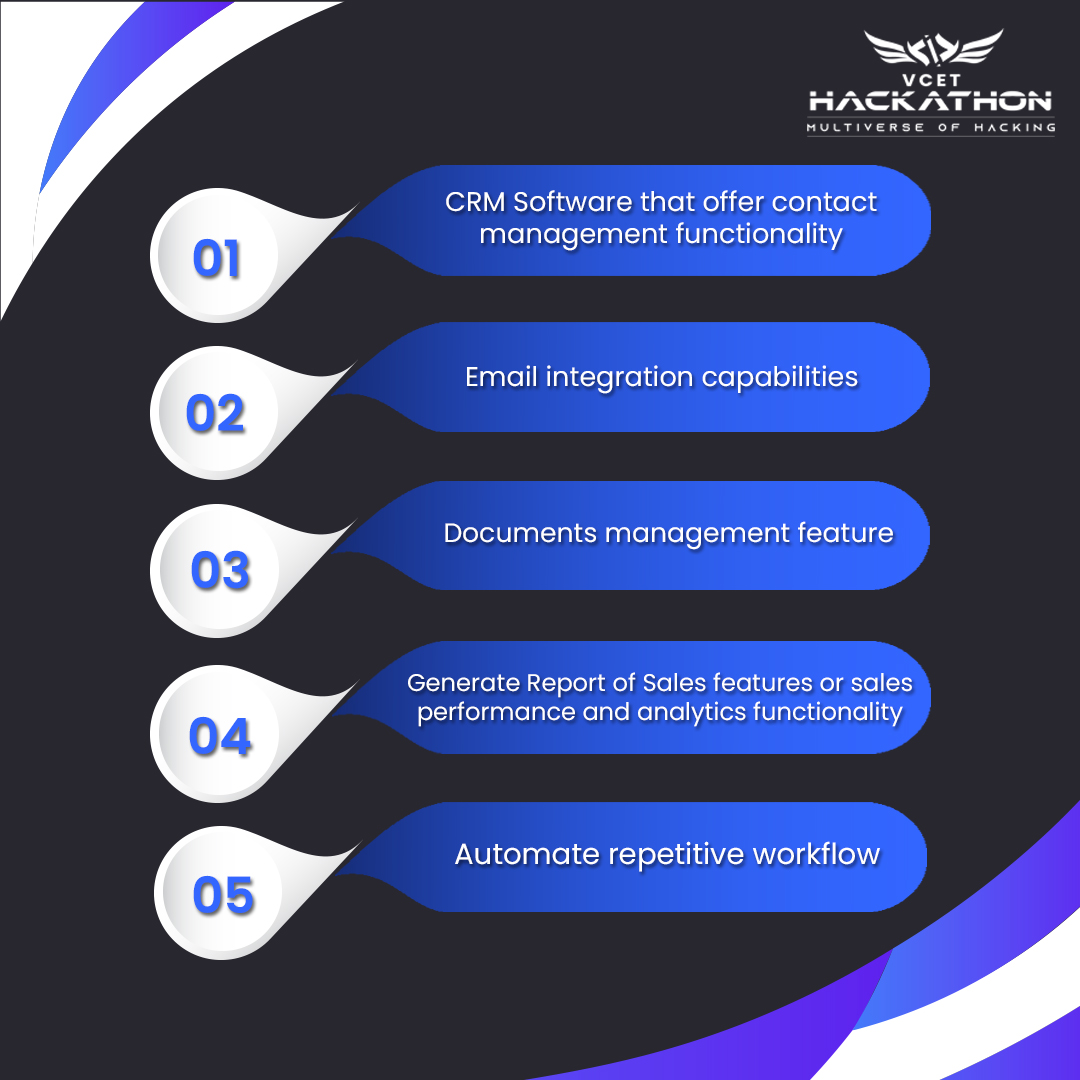 VCET
HACKATHON
MULTIVERSE OF HACKING
01
CRM Software that offer contact
management functionality
02
Email integration capabilities
03
Documents management feature
04
Generate Report of Sales features or sales
performance and analytics functionality
05
Automate repetitive workflow